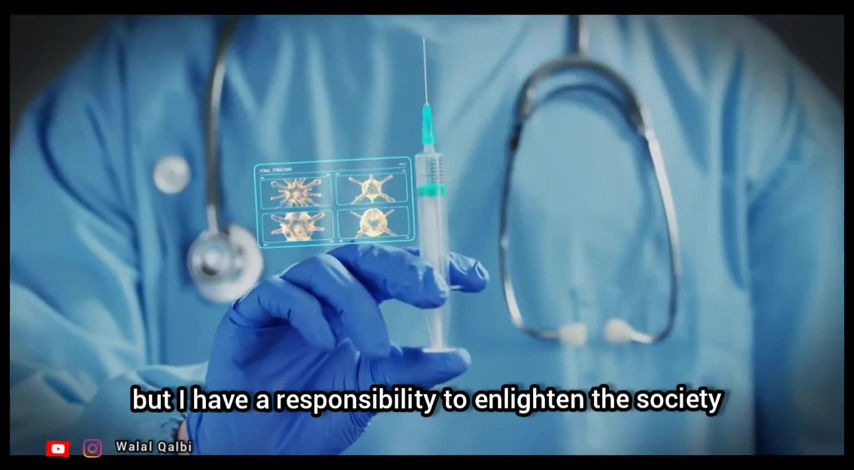 but I have a responsibility to enlighten the society
Walal Qalbi